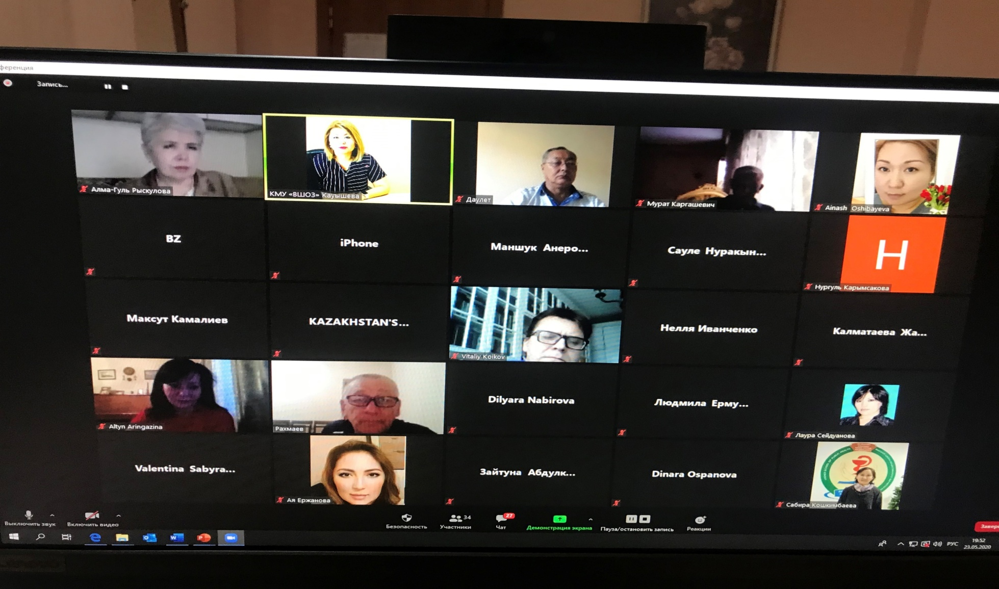 ференция
Запись...
Алма-Гуль Рыскулова
КМУ «ВШОЗ» Кауышева
Даулет
Мурат Каргашевич
Ainash Oshibayeva
BZ
iPhone
Маншук Анеро...
Сауле Нуракын...
Н
Нургуль Карымсакова
Максут Камалиев
KAZAKHSTAN'S...
Vitaliy Koikov
Нелля Иванченко
Калматаева Жа...
Altyn Aringazina
Рахмаев
Dilyara Nabirova
Людмила Ерму...
Лаура Сейдуанова
Valentina Sabyra...
Ая Ержанова
Зайтуна Абдулк...
Dinara Ospanova
Сабира Кошкимбаева
Выключить звук
Включить видео
Безопасность
34
Участники
27
Чат
Демонстрация экрана
Пауза/остановить запись
Реакции
Завер
РУС
19:52
23.05.2020